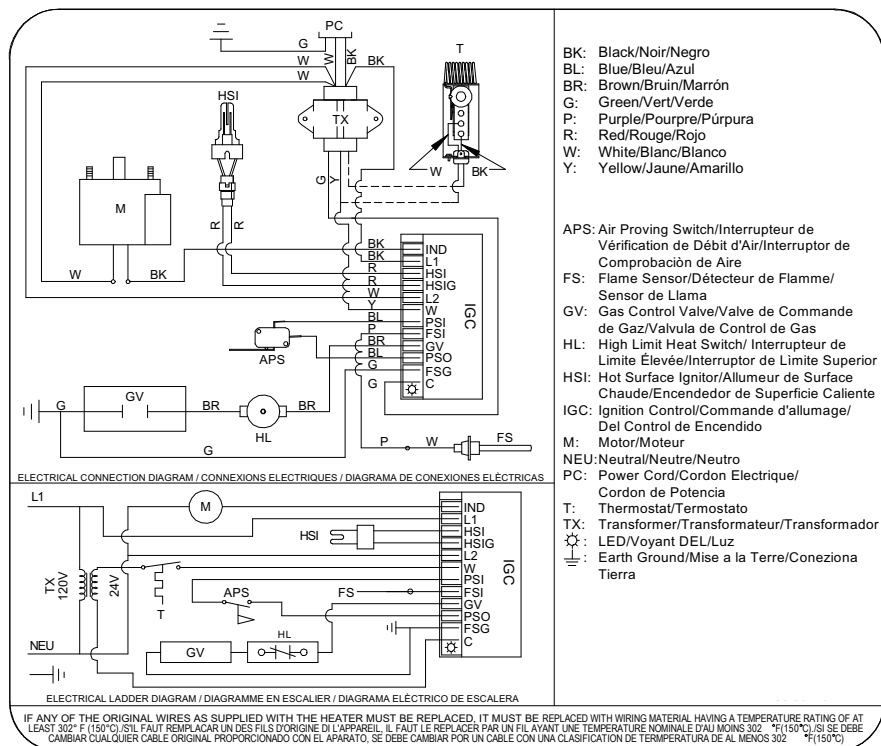 PC
G
W
W
W
BK
BK
T
HSI
TX
M
G
Y
W
BK
R
R
W
BK
BK
BK
R
R
W
Y
BL
P
BR
BL
G
G
IND
L1
HSI
HSIG
L2
W
PSI
FSI
GV
PSO
FSG
C
IGC
APS
GV
G
BR
BR
HL
G
P
W
FS
ELECTRICAL CONNECTION DIAGRAM / CONNEXIONS ELECTRIQUES / DIAGRAMA DE CONEXIONES ELÈCTRICAS
L1
M
HSI
TX
120V
24V
T
APS
FS
HL
GV
NEU
IND
L1
HSI
HSIG
L2
W
PSI
FSI
GV
PSO
FSG
C
IGC
ELECTRICAL LADDER DIAGRAM / DIAGRAMME EN ESCALIER / DIAGRAMA ELÈCTRICO DE ESCALERA
BK: Black/Noir/Negro
BL: Blue/Bleu/Azul
BR: Brown/Bruin/Marrón
G: Green/Vert/Verde
P: Purple/Pourpre/Púrpura
R: Red/Rouge/Rojo
W: White/Blanc/Blanco
Y: Yellow/Jaune/Amarillo
APS: Air Proving Switch/Interrupteur de
Vérification de Débit d'Air/Interruptor de
Comprobaciòn de Aire
FS: Flame Sensor/Détecteur de Flamme/
Sensor de Llama
GV: Gas Control Valve/Valve de Commande
de Gaz/Valvula de Control de Gas
HL: High Limit Heat Switch/ Interrupteur de
Limite Élevée/Interruptor de Lìmite Superior
HSI: Hot Surface Ignitor/Allumeur de Surface
Chaude/Encendedor de Superficie Caliente
IGC: Ignition Control/Commande d'allumage/
Del Control de Encendido
M: Motor/Moteur
NEU: Neutral/Neutre/Neutro
PC: Power Cord/Cordon Electrique/
Cordon de Potencia
T: Thermostat/Termostato
TX: Transformer/Transformateur/Transformador
: LED/Voyant DEL/Luz
: Earth Ground/Mise a la Terre/Coneziona
Tierra
IF ANY OF THE ORIGINAL WIRES AS SUPPLIED WITH THE HEATER MUST BE REPLACED, IT MUST BE REPLACED WITH WIRING MATERIAL HAVING A TEMPERATURE RATING OF AT
LEAST 302° F (150°C)./S'IL FAUT REMPLACAR UN DES FILS D'ORIGINE DI L'APPAREIL, IL FAUT LE REPLACER PAR UN FIL AYANT UNE TEMPERATURE NOMINALE D'AU MOINS 302 °F(150°C)./SI SE DEBE
CAMBIAR CUALQUIER CABLE ORIGINAL PROPORCIONADO CON EL APARATO, SE DEBE CAMBIAR POR UN CABLE CON UNA CLASIFICATION DE TERMPERATURA DE AL MENOS 302 °F(150°C)